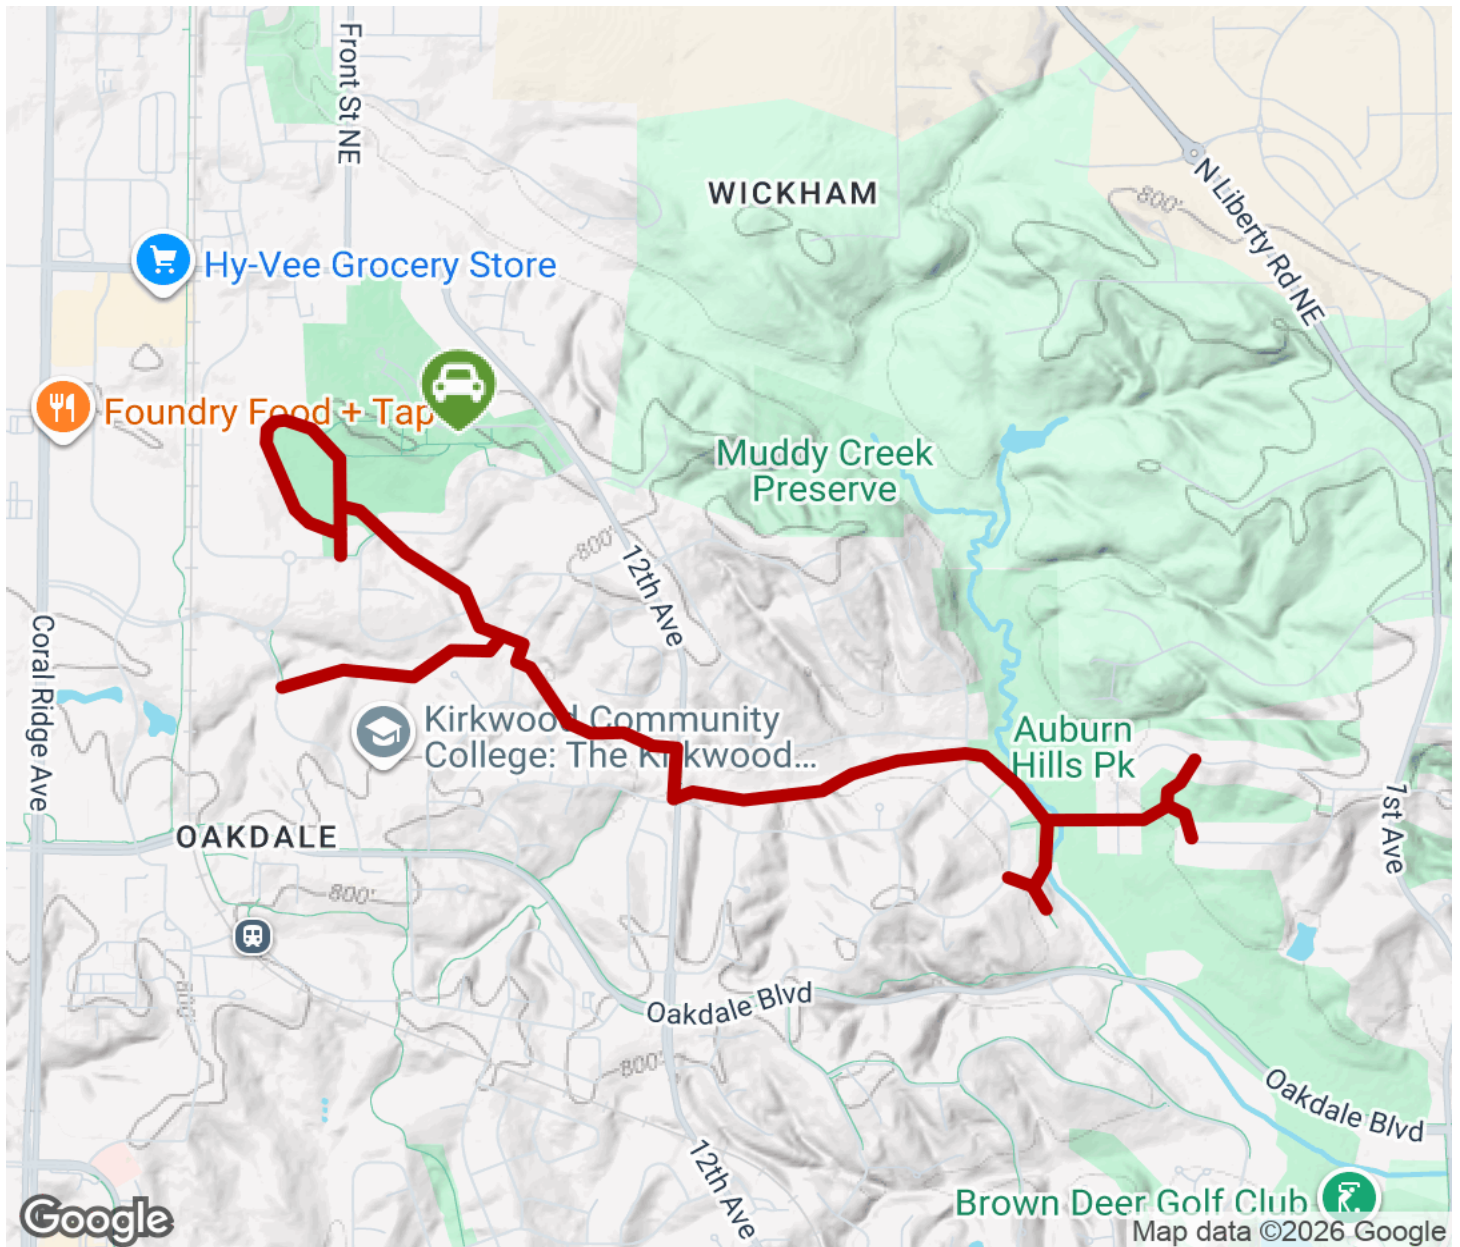 Front St NE
WICKHAM
800'
N Liberty Rd NE
Hy-Vee Grocery Store
Foundry Food + Tap
Muddy Creek
Preserve
800'
12th Ave
Coral Ridge Ave
Kirkwood Community
College: The Kirkwood...
Auburn
Hills Pk
1st Ave
OAKDALE
800'
800'
Oakdale Blvd
800'
Oakdale Blvd
12th Ave
Brown Deer Golf Club
Google
Map data ©2026 Google